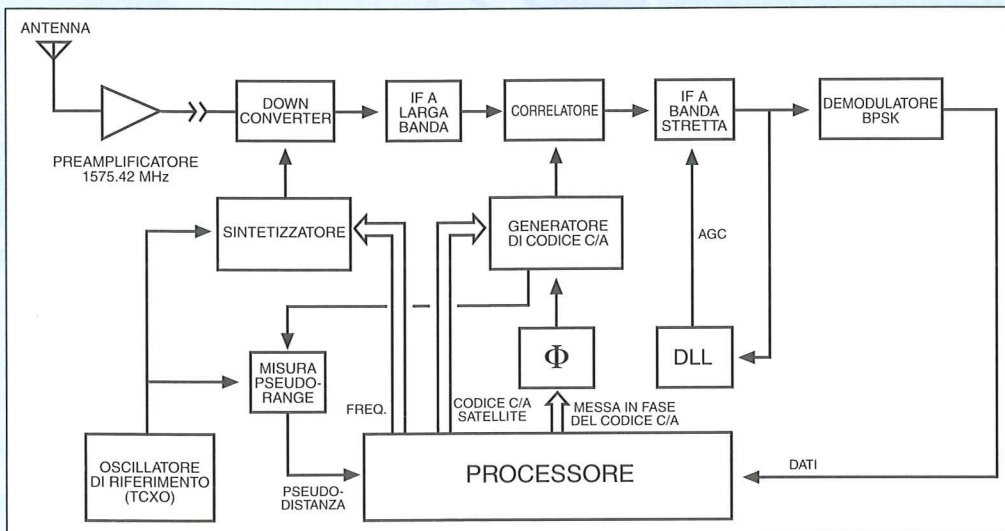 ANTENNA
PREAMPLIFICATORE
1575.42 MHz
DOWN
CONVERTER
IF A
LARGA
BANDA
CORRELATORE
IF A
BANDA
STRETTA
DEMODULATORE
BPSK
SINTETIZZATORE
GENERATORE
DI CODICE C/A
AGC
MISURA
PSEUDO-
RANGE
Φ
DLL
FREQ.
CODICE C/A
SATELLITE
MESSA IN FASE
DEL CODICE C/A
OSCILLATORE
DI RIFERIMENTO
(TCXO)
PSEUDO-
DISTANZA
PROCESSORE
DATI